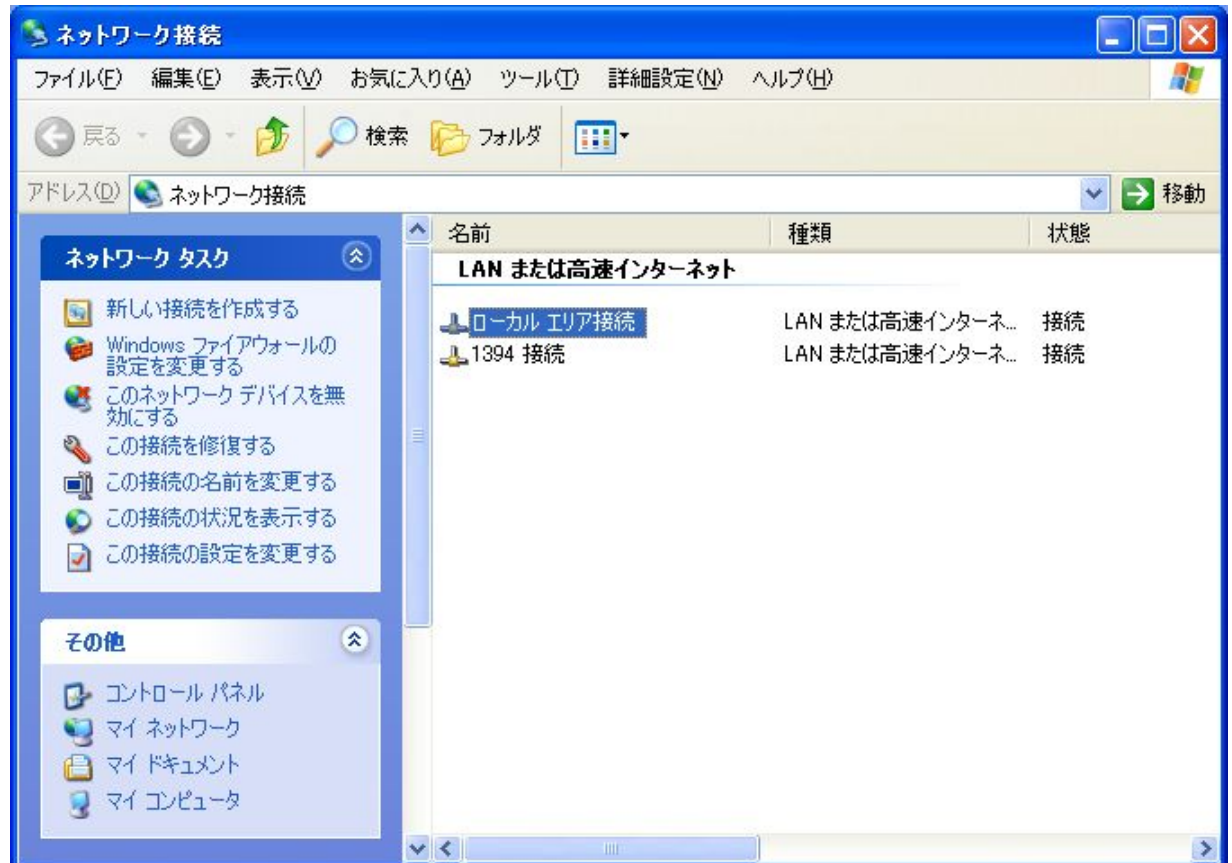 ネットワーク接続
ファイル(F) 編集(E) 表示(V) お気に入り(A) ツール(T) 詳細設定(N) ヘルプ(H)
戻る 検索 フォルダ
アドレス(D) ネットワーク接続 移動
ネットワーク タスク
新しい接続を作成する
Windows ファイアウォールの
設定を変更する
このネットワーク デバイスを無
効にする
この接続を修復する
この接続の名前を変更する
この接続の状況を表示する
この接続の設定を変更する
その他
コントロール パネル
マイ ネットワーク
マイ ドキュメント
マイ コンピュータ
名前 種類 状態
LAN または高速インターネット
ローカル エリア接続 LAN または高速インターネ... 接続
1394 接続 LAN または高速インターネ... 接続